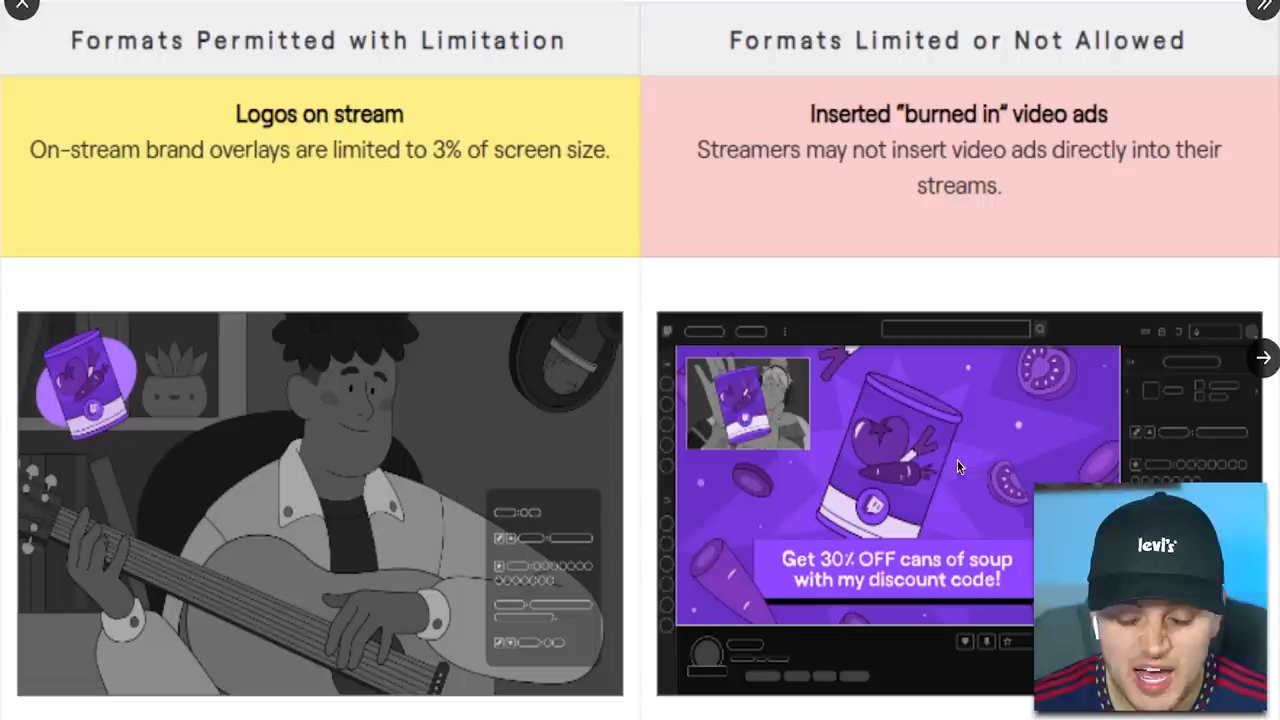 Formats Permitted with Limitation
Formats Limited or Not Allowed
Logos on stream
On-stream brand overlays are limited to 3% of screen size.
Inserted “burned in” video ads
Streamers may not insert video ads directly into their
streams.
Get 30% OFF cans of soup
with my discount code!
levi's